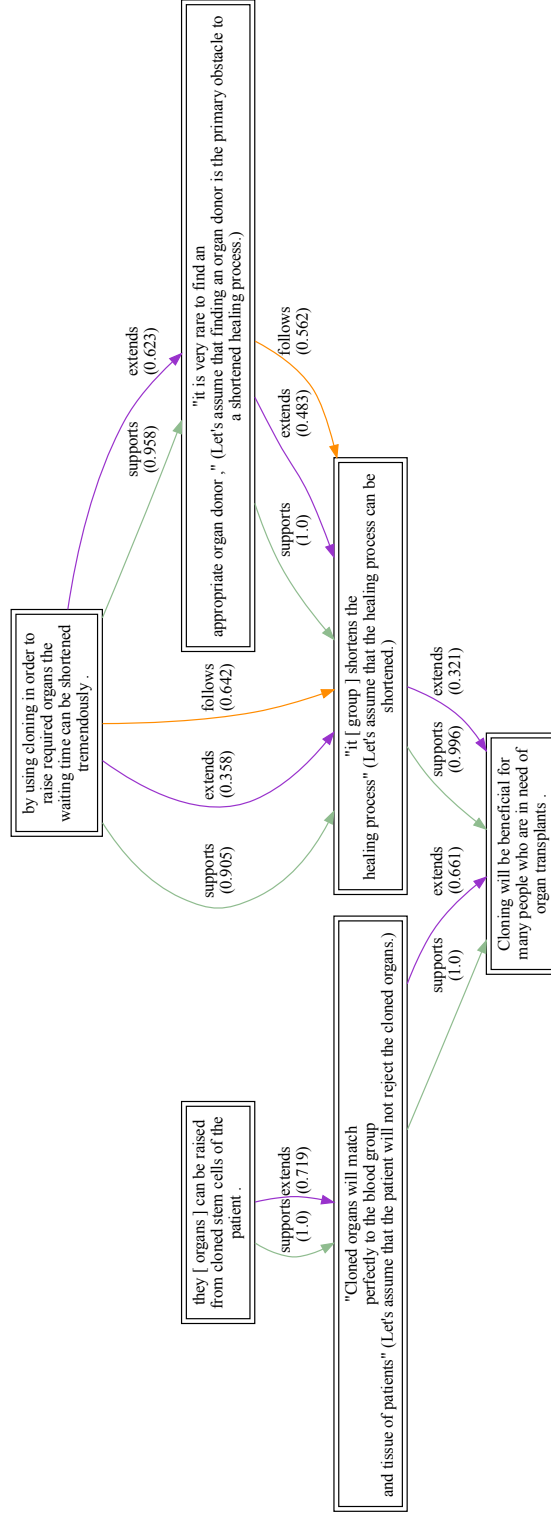 by using cloning in order to
raise required organs the
waiting time can be shortened
tremendously .
extends
(0.623)
supports
(0.958)
"it is very rare to find an
appropriate organ donor ," (Let's assume that finding an organ donor is the primary obstacle to
a shortened healing process.)
they [ organs ] can be raised
from cloned stem cells of the
patient .
supports
(0.905)
extends
(0.358)
follows
(0.642)
supports
(1.0)
extends
(0.483)
follows
(0.562)
supports
(1.0)
extends
(0.719)
"Cloned organs will match
perfectly to the blood group
and tissue of patients" (Let's assume that the patient will not reject the cloned organs.)
"it [ group ] shortens the
healing process" (Let's assume that the healing process can be
shortened.)
supports
(1.0)
extends
(0.661)
supports
(0.996)
extends
(0.321)
Cloning will be beneficial for
many people who are in need of
organ transplants .